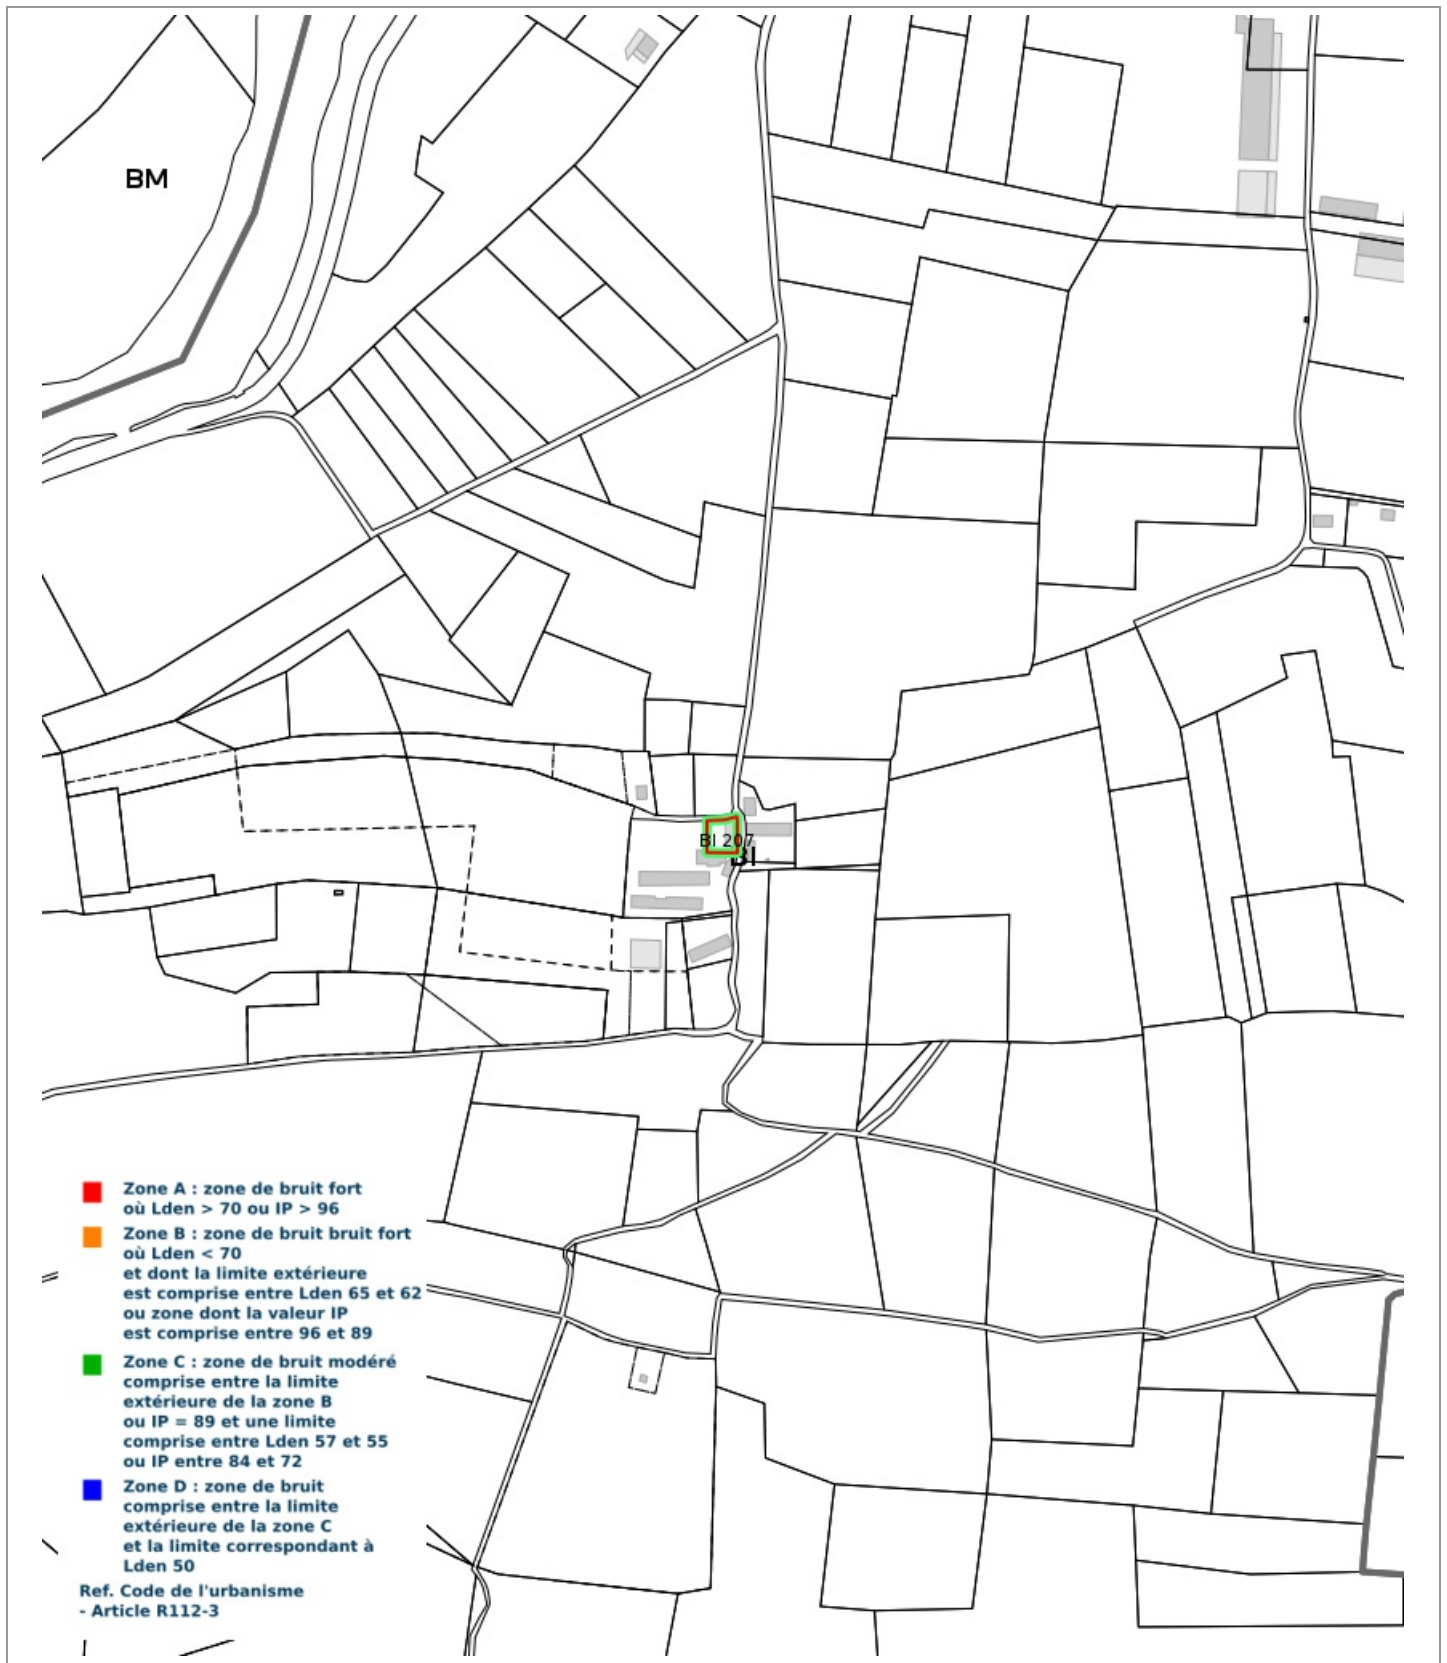 BM
BI 207
BI
Zone A : zone de bruit fort
où Lden > 70 ou IP > 96
Zone B : zone de bruit bruit fort
où Lden < 70
et dont la limite extérieure
est comprise entre Lden 65 et 62
ou zone dont la valeur IP
est comprise entre 96 et 89
Zone C : zone de bruit modéré
comprise entre la limite
extérieure de la zone B
ou IP = 89 et une limite
comprise entre Lden 57 et 55
ou IP entre 84 et 72
Zone D : zone de bruit
comprise entre la limite
extérieure de la zone C
et la limite correspondant à
Lden 50
Ref. Code de l'urbanisme
- Article R112-3